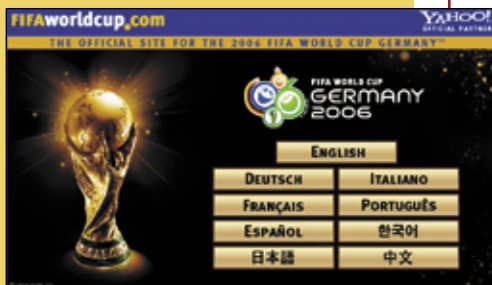 FIFAworldcup.com
YAHOO!
OFFICIAL PARTNER
THE OFFICIAL SITE FOR THE 2006 FIFA WORLD CUP GERMANY™
FIFA WORLD CUP
GERMANY
2006
ENGLISH
DEUTSCH ITALIANO
FRANÇAIS PORTUGUÊS
ESPAÑOL 한국어
日本語 中文